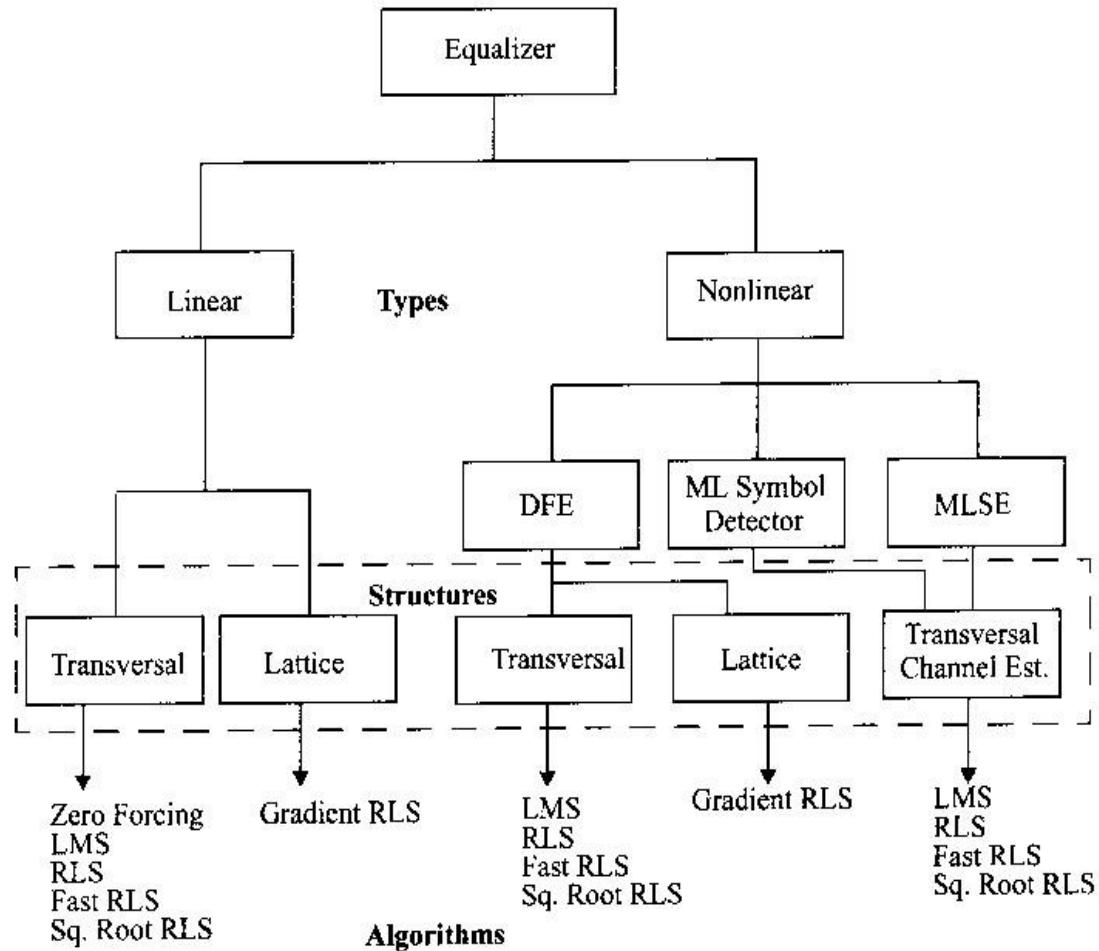 Equalizer
Linear
Types
Nonlinear
DFE
ML Symbol
Detector
MLSE
Structures
Transversal
Lattice
Transversal
Lattice
Transversal
Channel Est.
Zero Forcing
LMS
RLS
Fast RLS
Sq. Root RLS
Gradient RLS
LMS
RLS
Fast RLS
Sq. Root RLS
Gradient RLS
LMS
RLS
Fast RLS
Sq. Root RLS
Algorithms